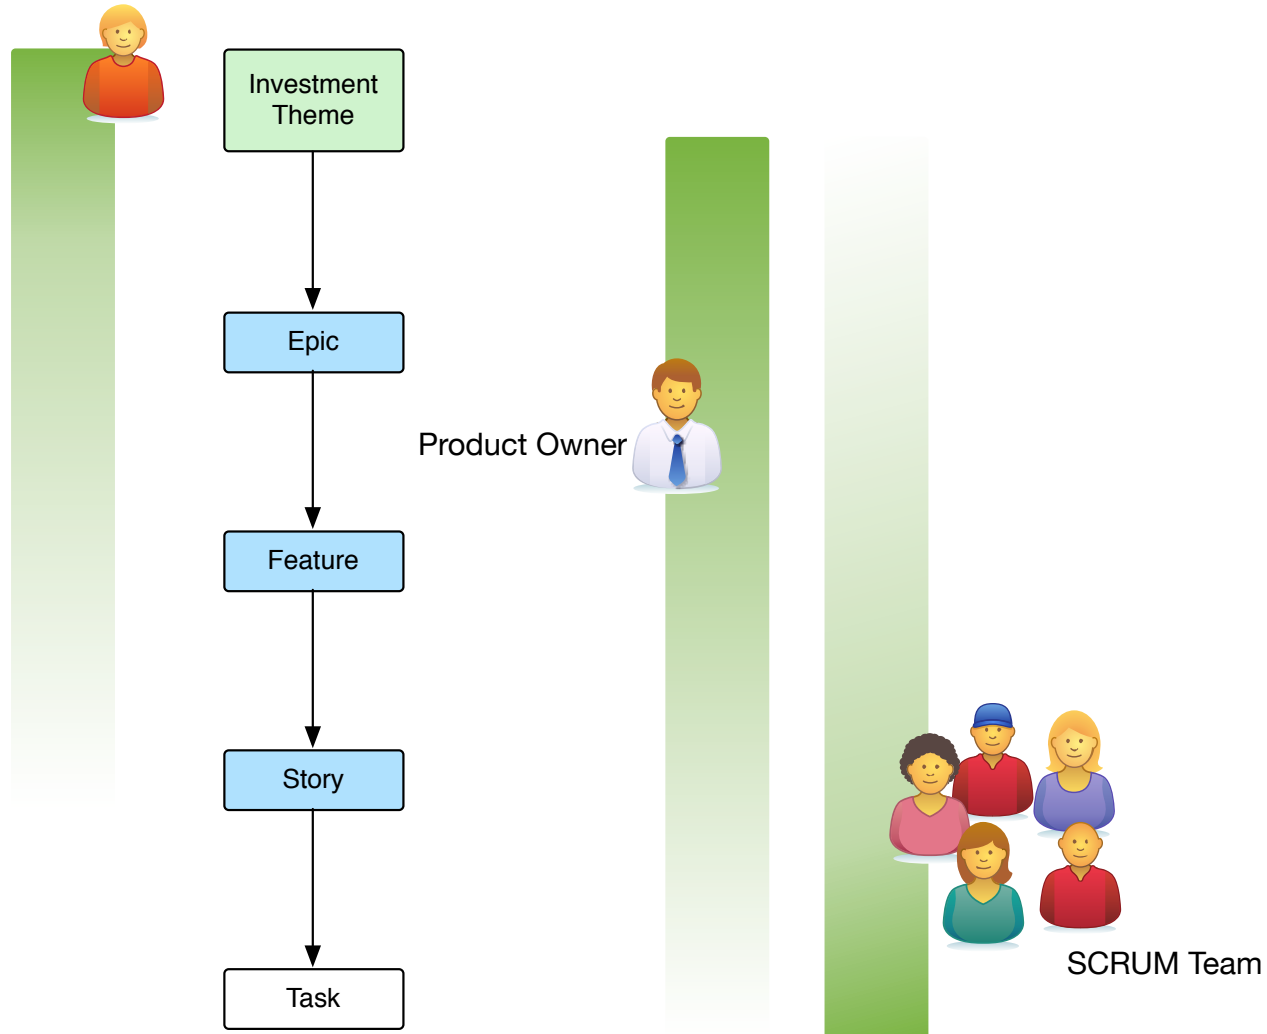 Investment
Theme
Epic
Product Owner
Feature
Story
SCRUM Team
Task